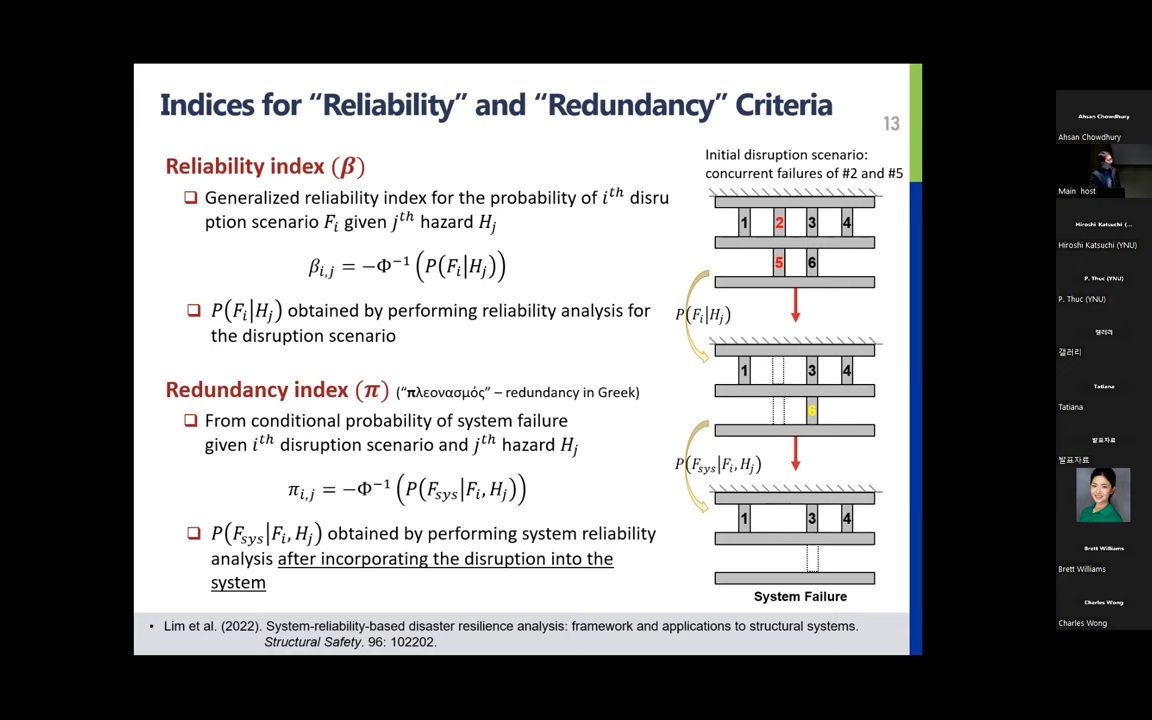 Indices for “Reliability” and “Redundancy” Criteria
13
Reliability index (β)
❑ Generalized reliability index for the probability of i^th disru
ption scenario F_i given j^th hazard H_j
β_{i,j} = −Φ^{−1}(P(F_i|H_j))
❑ P(F_i|H_j) obtained by performing reliability analysis for
the disruption scenario
Redundancy index (π) (“πλεονασμός” – redundancy in Greek)
❑ From conditional probability of system failure
given i^th disruption scenario and j^th hazard H_j
π_{i,j} = −Φ^{−1}(P(F_sys|F_i, H_j))
❑ P(F_sys|F_i, H_j) obtained by performing system reliability
analysis after incorporating the disruption into the
system
Initial disruption scenario:
concurrent failures of #2 and #5
1 2 3 4
5 6
P(F_i|H_j)
1 3 4
6
P(F_sys|F_i, H_j)
1 3 4
System Failure
• Lim et al. (2022). System-reliability-based disaster resilience analysis: framework and applications to structural systems.
Structural Safety. 96: 102202.
Ahsan Chowdhury
Ahsan Chowdhury
Main host
Hiroshi Katsuchi (...
Hiroshi Katsuchi (YNU)
P. Thuc (YNU)
P. Thuc (YNU)
갤러리
갤러리
Tatiana
Tatiana
발표자료
발표자료
Brett Williams
Brett Williams
Charles Wong
Charles Wong